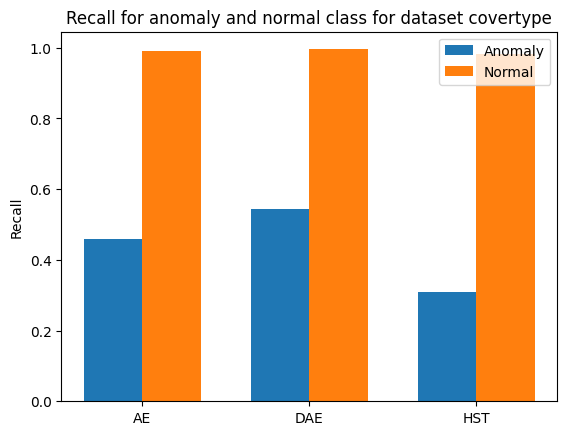 Recall for anomaly and normal class for dataset covertype
Anomaly
Normal
Recall
1.0
0.8
0.6
0.4
0.2
0.0
AE
DAE
HST